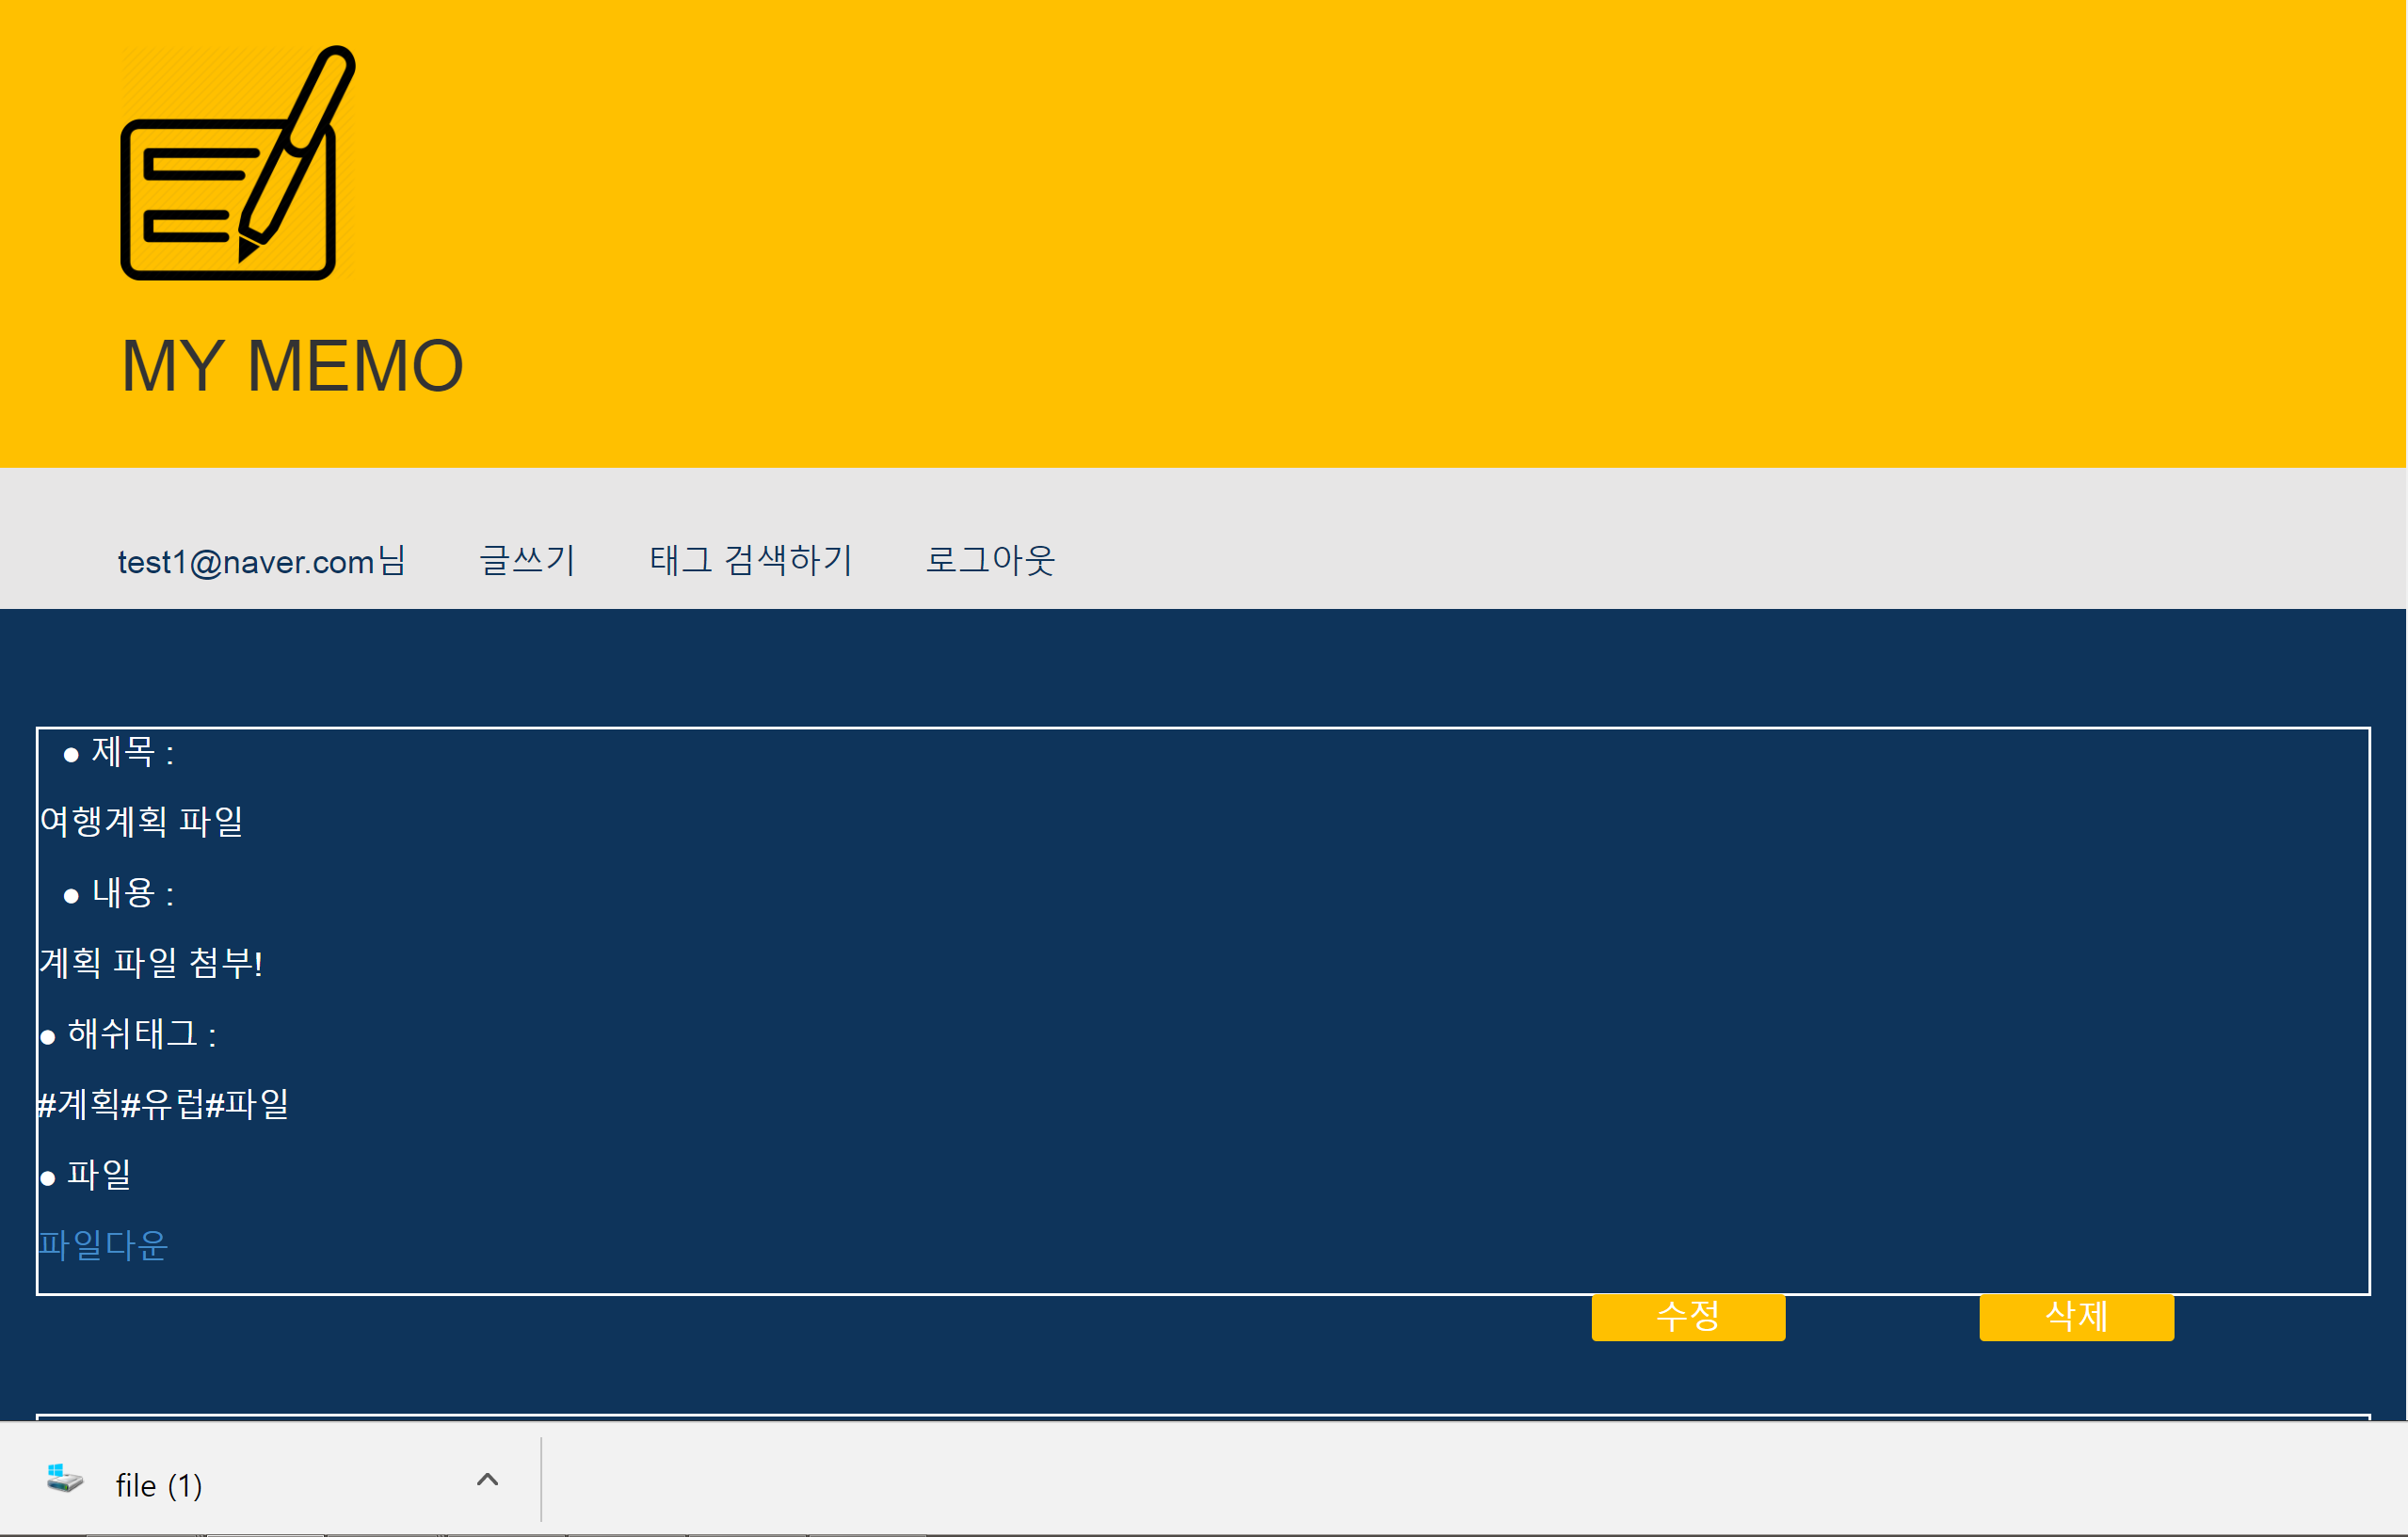 MY MEMO
test1@naver.com님 글쓰기 태그 검색하기 로그아웃
● 제목 :
여행계획 파일
● 내용 :
계획 파일 첨부!
● 해쉬태그 :
#계획#유럽#파일
● 파일
파일다운
수정 삭제
file (1)